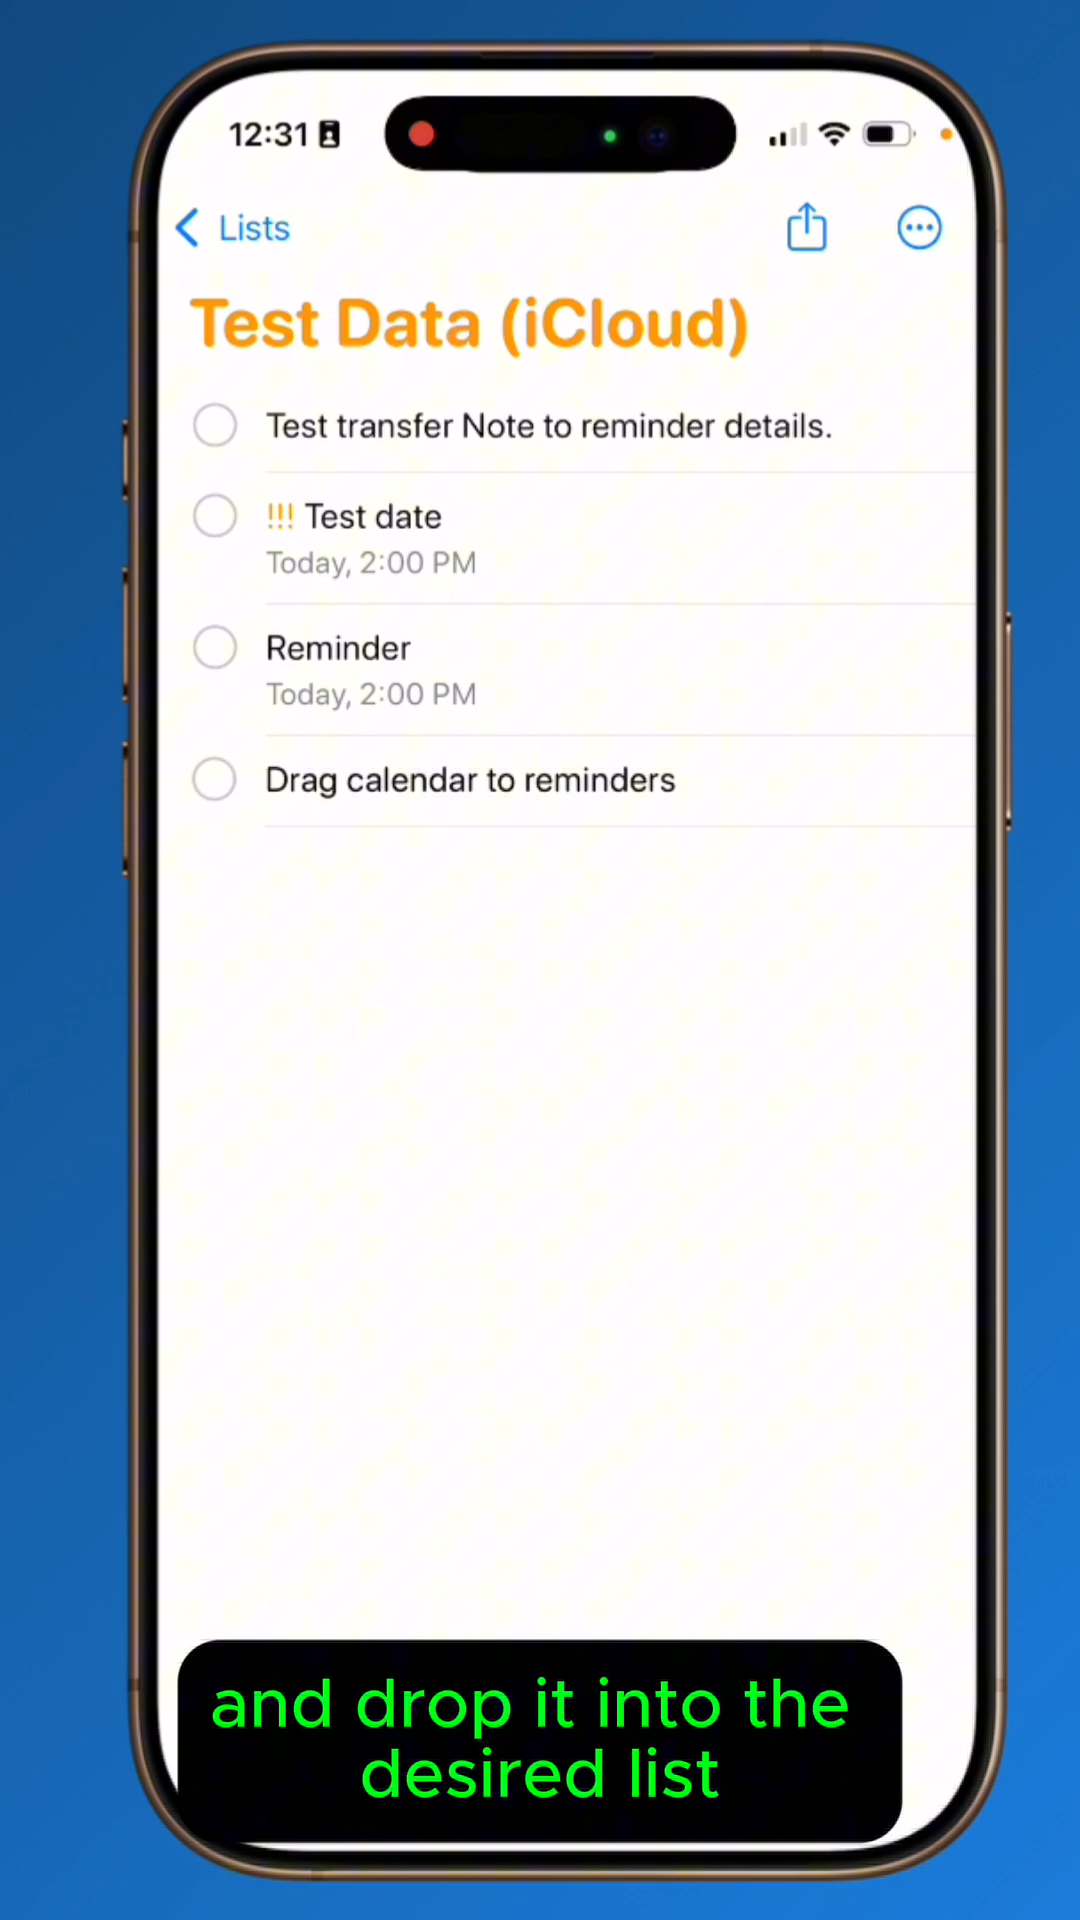 12:31
Lists
Test Data (iCloud)
Test transfer Note to reminder details.
!!! Test date
Today, 2:00 PM
Reminder
Today, 2:00 PM
Drag calendar to reminders
and drop it into the
desired list